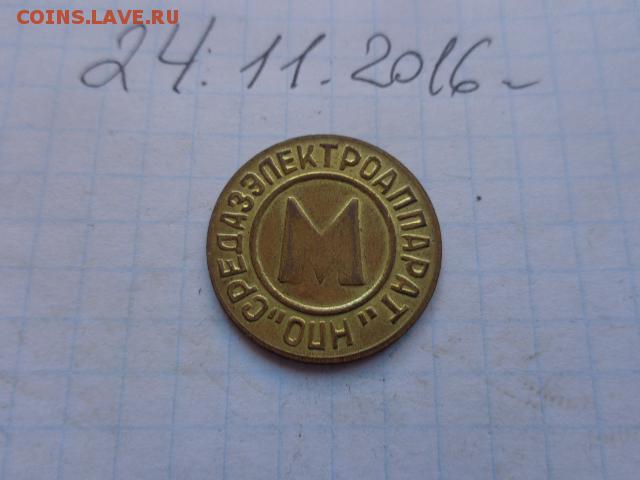 COINS.LAVE.RU
24.11.2016
НПО "СРЕДАЗЭЛЕКТРОАППАРАТ"
М